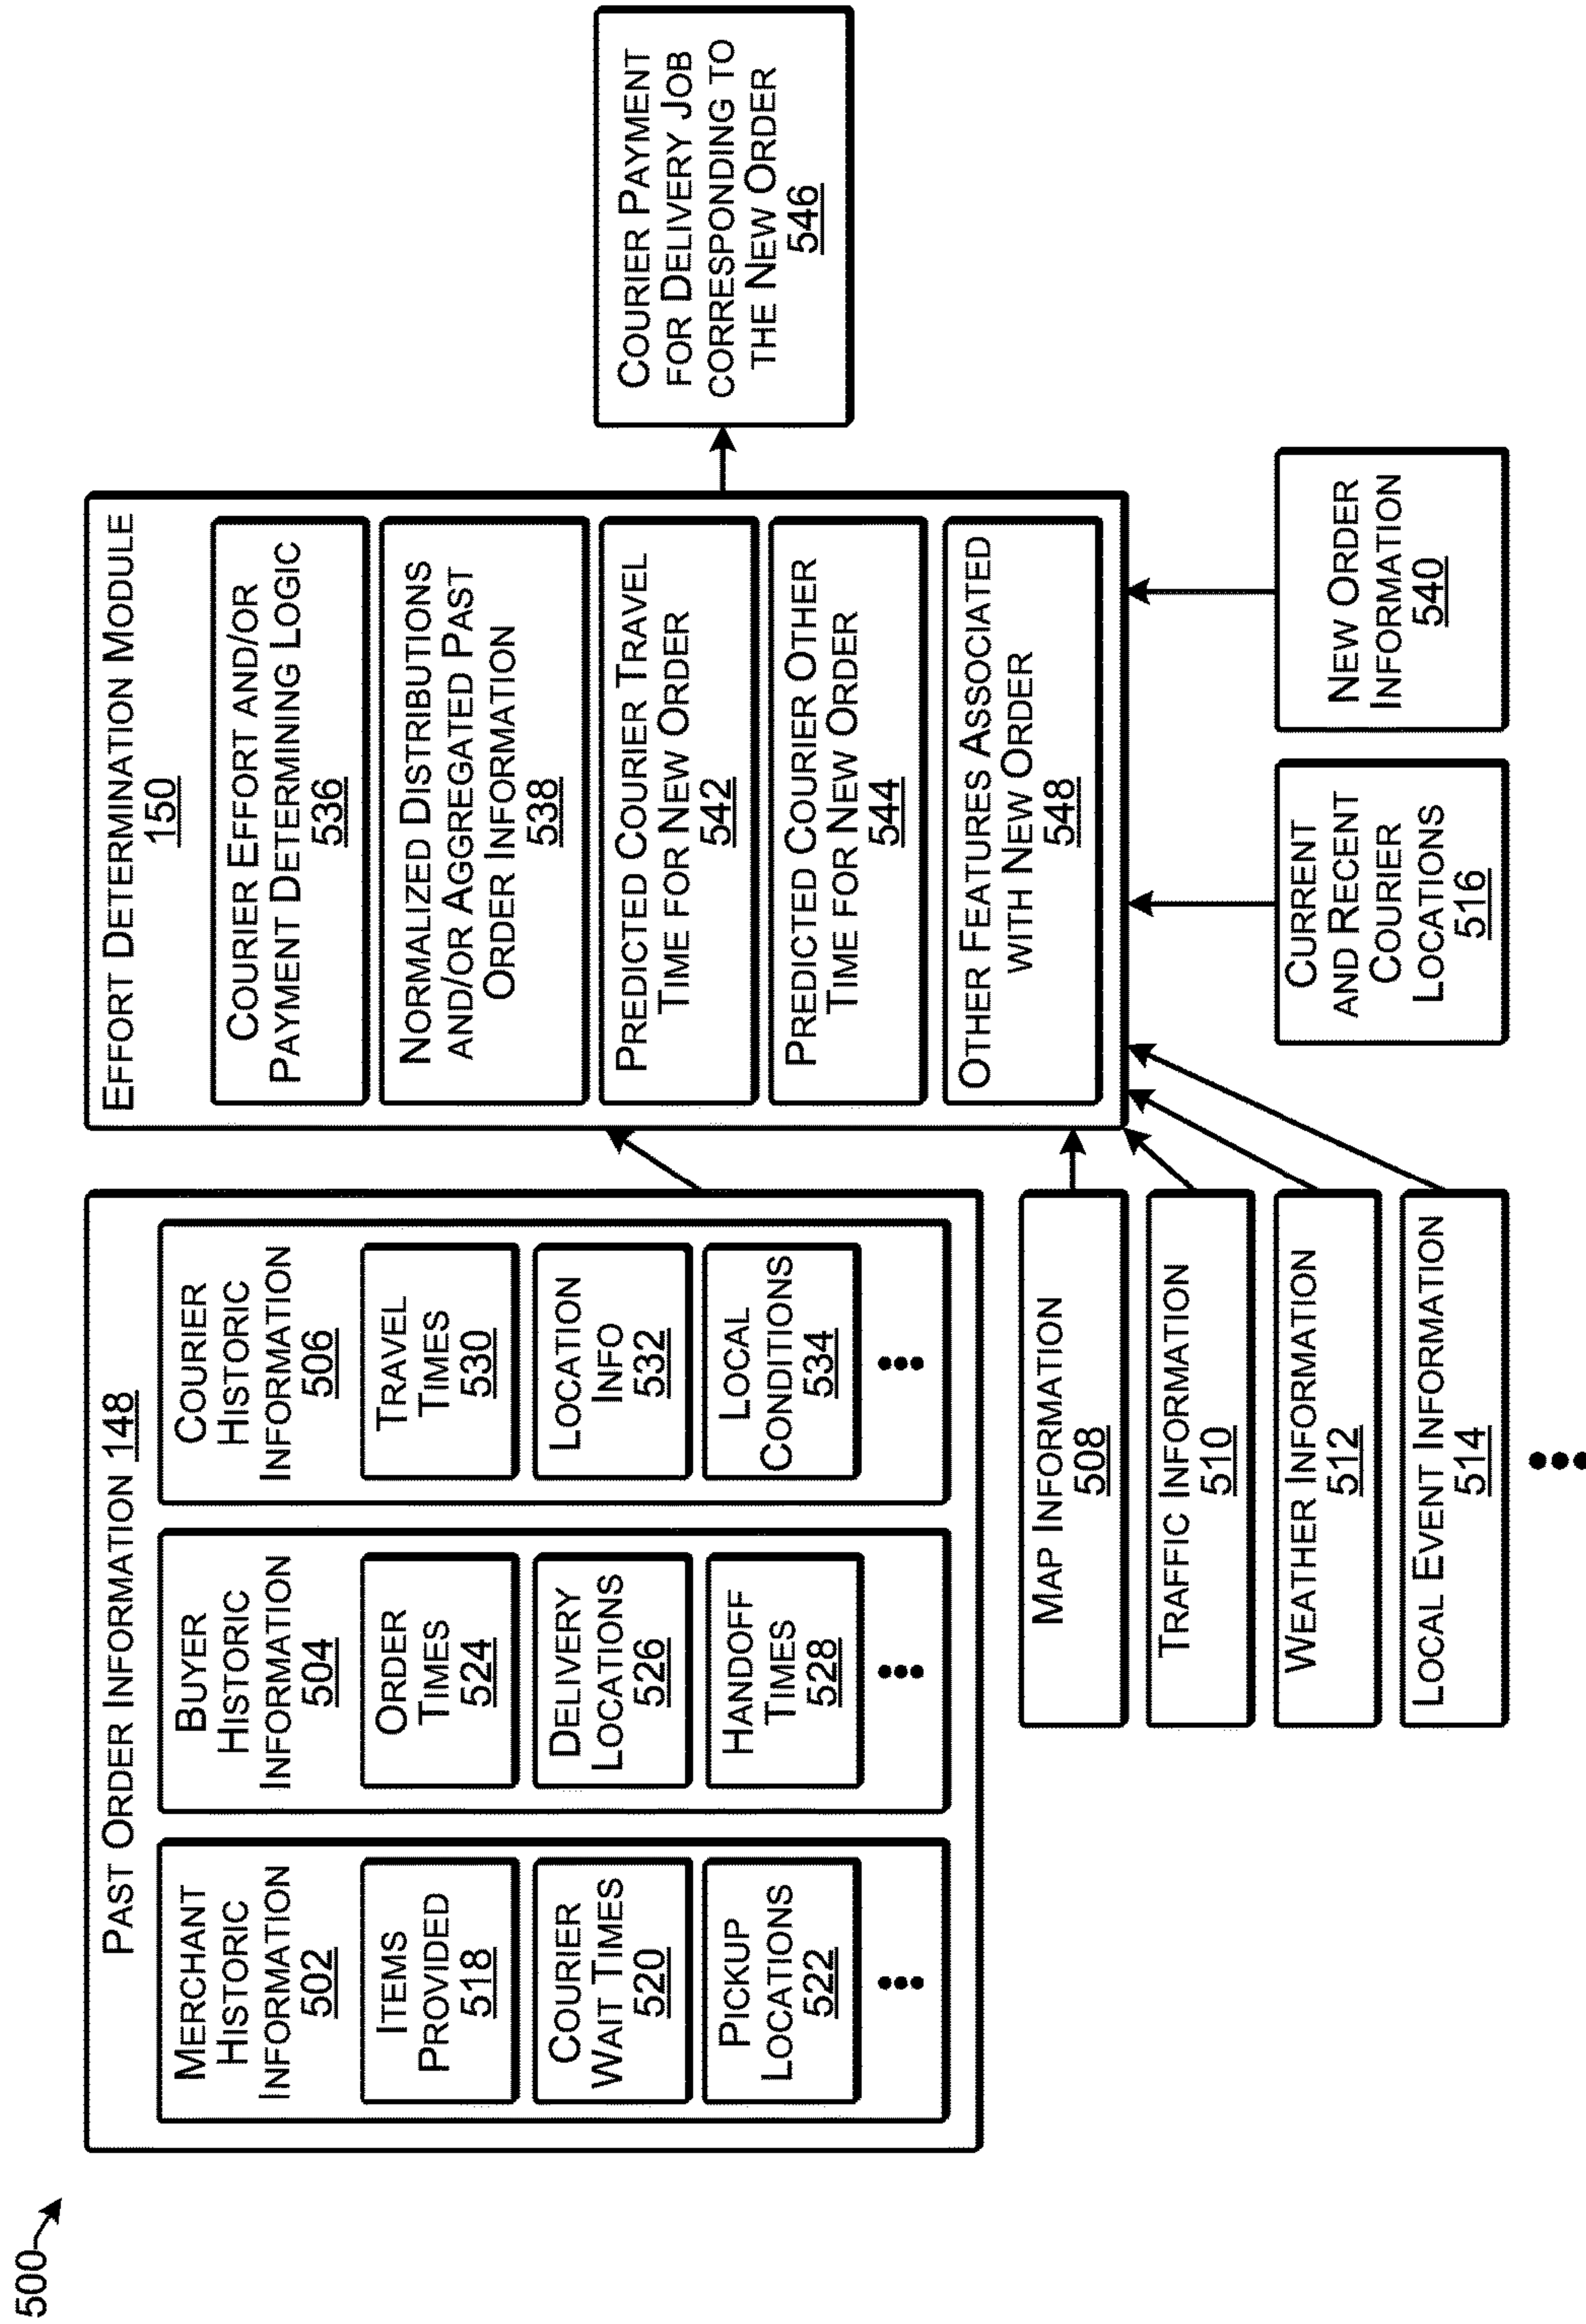 500
PAST ORDER INFORMATION 148
MERCHANT
HISTORIC
INFORMATION
502
ITEMS
PROVIDED
518
COURIER
WAIT TIMES
520
PICKUP
LOCATIONS
522
•••
BUYER
HISTORIC
INFORMATION
504
ORDER
TIMES
524
DELIVERY
LOCATIONS
526
HANDOFF
TIMES
528
•••
COURIER
HISTORIC
INFORMATION
506
TRAVEL
TIMES
530
LOCATION
INFO
532
LOCAL
CONDITIONS
534
•••
MAP INFORMATION
508
TRAFFIC INFORMATION
510
WEATHER INFORMATION
512
LOCAL EVENT INFORMATION
514
•••
EFFORT DETERMINATION MODULE
150
COURIER EFFORT AND/OR
PAYMENT DETERMINING LOGIC
536
NORMALIZED DISTRIBUTIONS
AND/OR AGGREGATED PAST
ORDER INFORMATION
538
PREDICTED COURIER TRAVEL
TIME FOR NEW ORDER
542
PREDICTED COURIER OTHER
TIME FOR NEW ORDER
544
OTHER FEATURES ASSOCIATED
WITH NEW ORDER
548
CURRENT
AND RECENT
COURIER
LOCATIONS
516
NEW ORDER
INFORMATION
540
COURIER PAYMENT
FOR DELIVERY JOB
CORRESPONDING TO
THE NEW ORDER
546